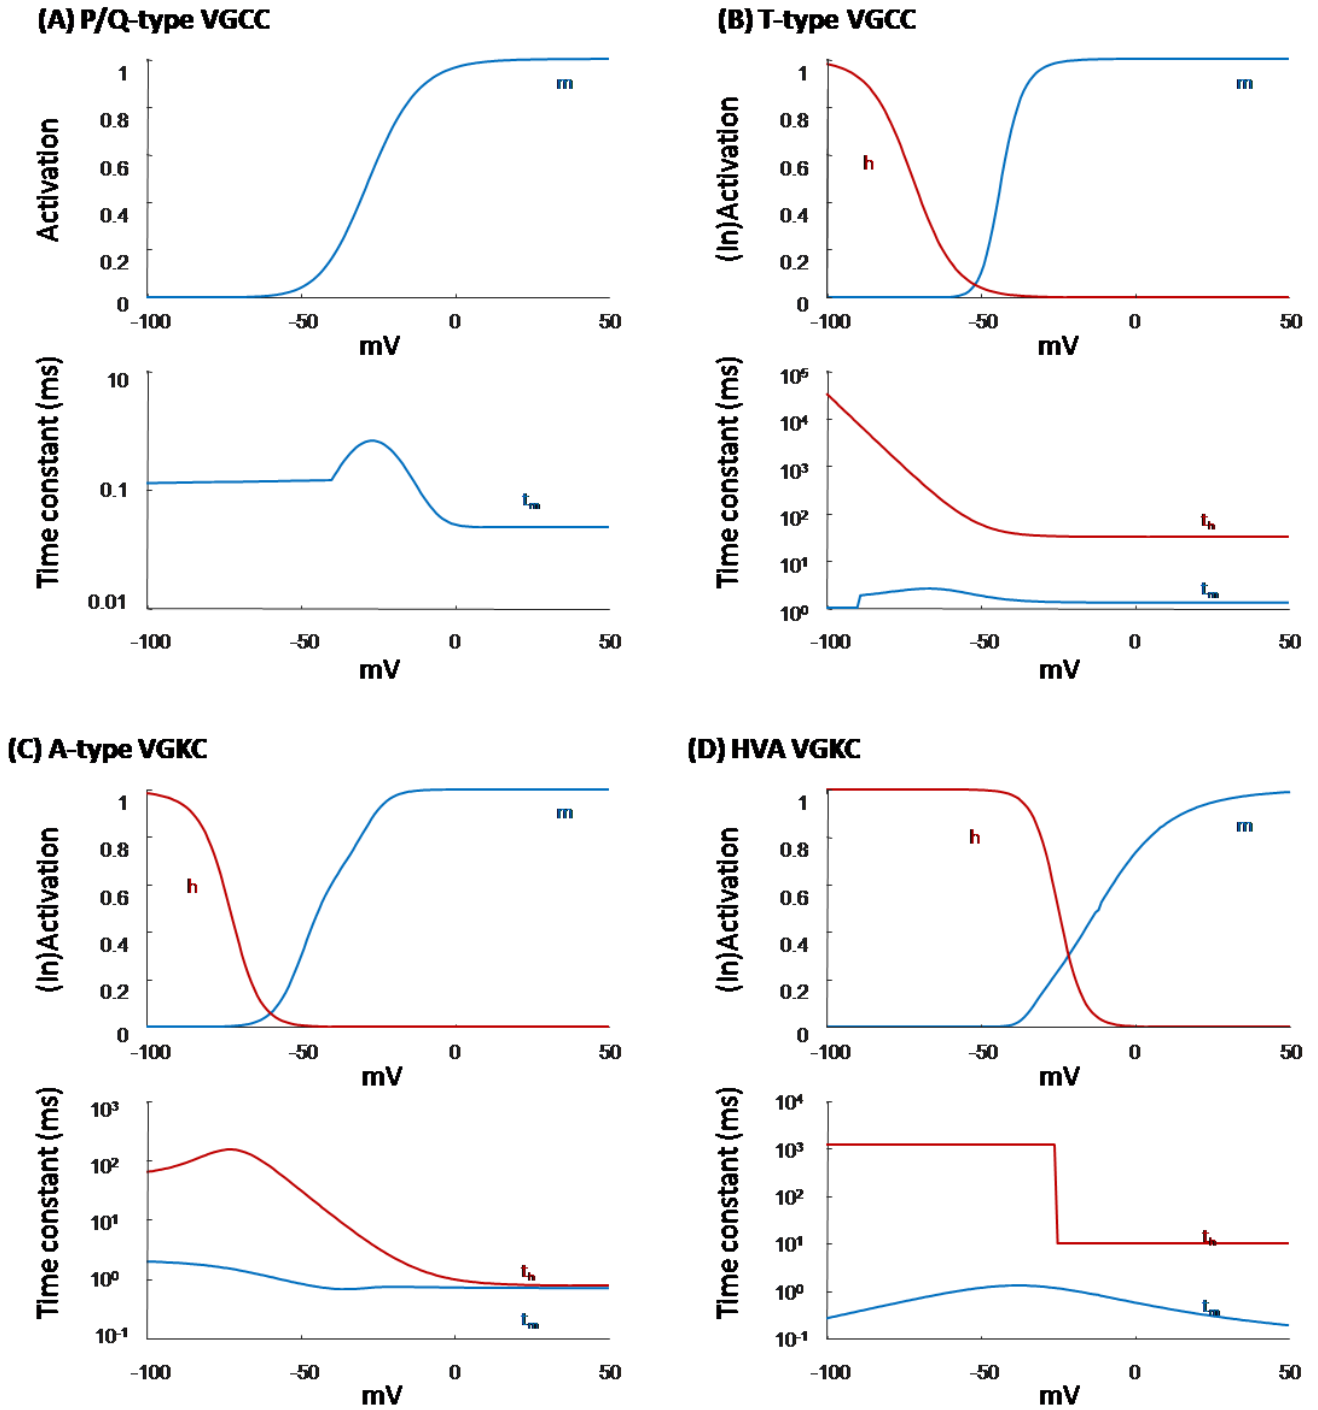 (A) P/Q-type VGCC
Activation
1
0.8
0.6
0.4
0.2
0
m
-100 -50 0 50
mV
Time constant (ms)
10
0.1
0.01
tm
-100 -50 0 50
mV
(B) T-type VGCC
(In)Activation
1
0.8
0.6
0.4
0.2
0
h
m
-100 -50 0 50
mV
Time constant (ms)
10⁵
10⁴
10³
10²
10¹
10⁰
th
tm
-100 -50 0 50
mV
(C) A-type VGKC
(In)Activation
1
0.8
0.6
0.4
0.2
0
h
m
-100 -50 0 50
mV
Time constant (ms)
10³
10²
10¹
10⁰
10⁻¹
th
tm
-100 -50 0 50
mV
(D) HVA VGKC
(In)Activation
1
0.8
0.6
0.4
0.2
0
h
m
-100 -50 0 50
mV
Time constant (ms)
10⁴
10³
10²
10¹
10⁰
10⁻¹
th
tm
-100 -50 0 50
mV